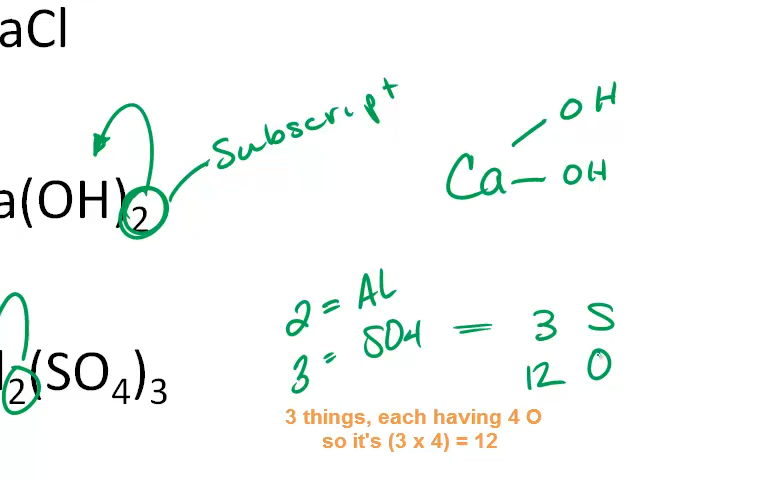 aCl
Subscript
OH
Ca OH
a(OH)₂
2 = AL
3 = SO4 = 3 S
12 O
l₂(SO₄)₃
3 things, each having 4 O
so it's (3 x 4) = 12